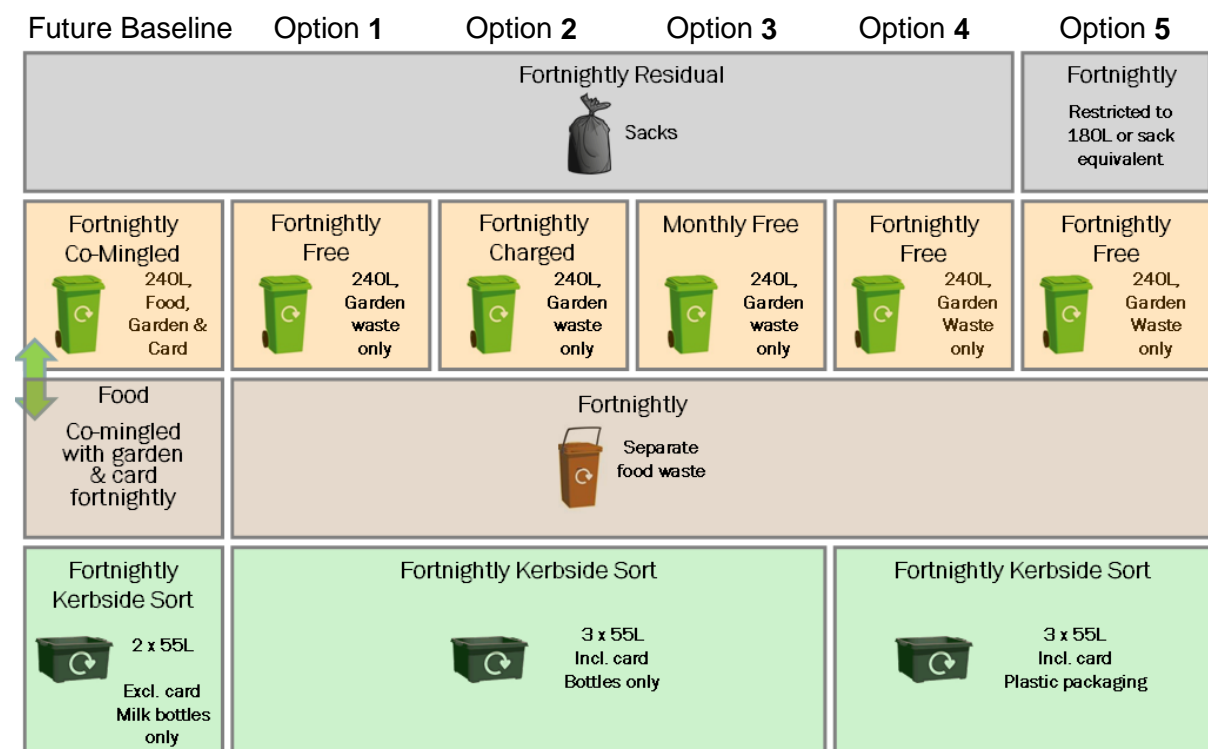 Future Baseline Option 1 Option 2 Option 3 Option 4 Option 5
Fortnightly Residual
Sacks
Fortnightly
Restricted to
180L or sack
equivalent
Fortnightly
Co-Mingled
240L,
Food,
Garden &
Card
Fortnightly
Free
240L,
Garden
waste
only
Fortnightly
Charged
240L,
Garden
waste
only
Monthly Free
240L,
Garden
waste
only
Fortnightly
Free
240L,
Garden
Waste
only
Fortnightly
Free
240L,
Garden
Waste
only
Food
Co-mingled
with garden
& card
fortnightly
Fortnightly
Separate
food waste
Fortnightly
Kerbside Sort
2 x 55L
Excl. card
Milk bottles
only
Fortnightly Kerbside Sort
3 x 55L
Incl. card
Bottles only
Fortnightly Kerbside Sort
3 x 55L
Incl. card
Plastic packaging